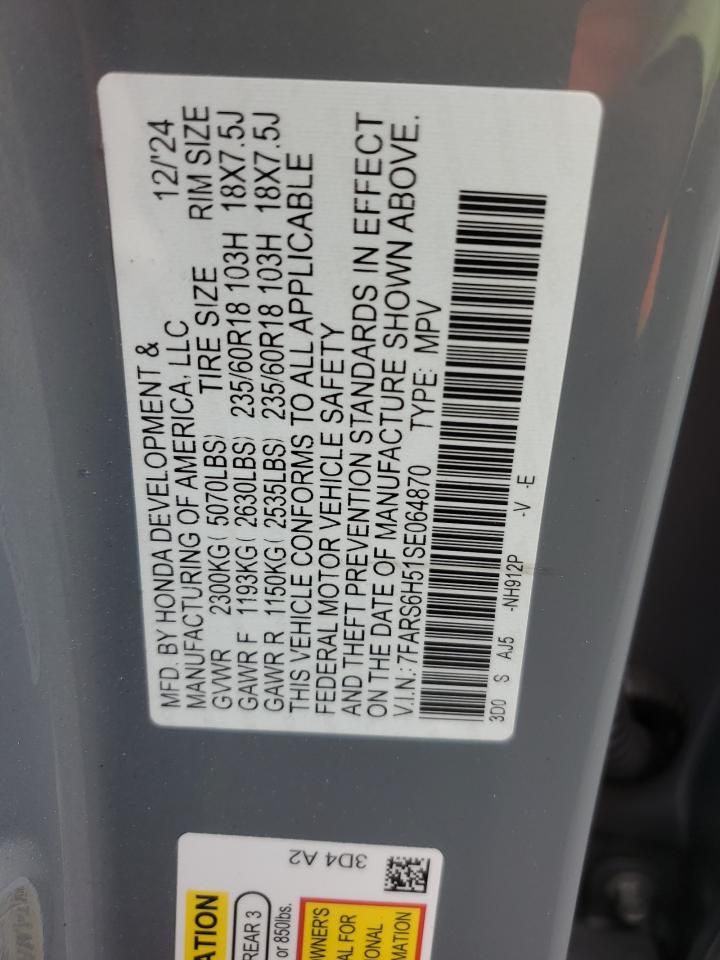 MFD. BY HONDA DEVELOPMENT & 12/'24
MANUFACTURING OF AMERICA, LLC
GVWR 2300KG( 5070LBS) TIRE SIZE RIM SIZE
GAWR F 1193KG( 2630LBS) 235/60R18 103H 18X7.5J
GAWR R 1150KG( 2535LBS) 235/60R18 103H 18X7.5J
THIS VEHICLE CONFORMS TO ALL APPLICABLE
FEDERAL MOTOR VEHICLE SAFETY
AND THEFT PREVENTION STANDARDS IN EFFECT
ON THE DATE OF MANUFACTURE SHOWN ABOVE.
V.I.N.: 7FARS6H51SE064870 TYPE: MPV
3D0 S AJ5 -NH912P -V -E
3D4 A2
ATION
REAR 3
or 850lbs.
OWNER'S
AL FOR
IONAL
MATION